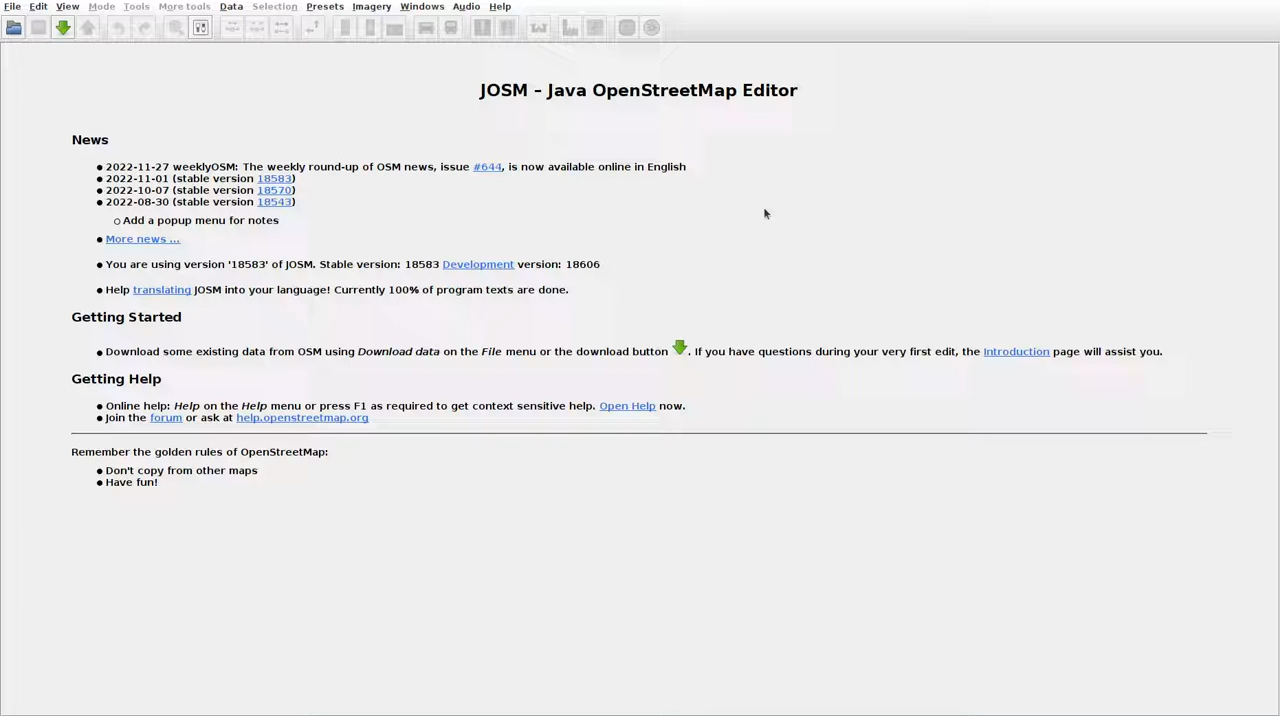 File Edit View Mode Tools More tools Data Selection Presets Imagery Windows Audio Help
JOSM – Java OpenStreetMap Editor
News
● 2022-11-27 weeklyOSM: The weekly round-up of OSM news, issue #644, is now available online in English
● 2022-11-01 (stable version 18583)
● 2022-10-07 (stable version 18570)
● 2022-08-30 (stable version 18543)
○ Add a popup menu for notes
● More news ...
● You are using version '18583' of JOSM. Stable version: 18583 Development version: 18606
● Help translating JOSM into your language! Currently 100% of program texts are done.
Getting Started
● Download some existing data from OSM using Download data on the File menu or the download button . If you have questions during your very first edit, the Introduction page will assist you.
Getting Help
● Online help: Help on the Help menu or press F1 as required to get context sensitive help. Open Help now.
● Join the forum or ask at help.openstreetmap.org
Remember the golden rules of OpenStreetMap:
● Don't copy from other maps
● Have fun!